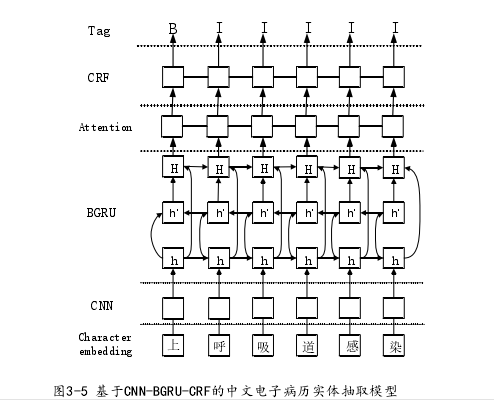 Tag B I I I I I
CRF
Attention
H H H H H H
BGRU h' h' h' h' h' h'
h h h h h h
CNN
Character
embedding
上 呼 吸 道 感 染
图3-5 基于CNN-BGRU-CRF的中文电子病历实体抽取模型